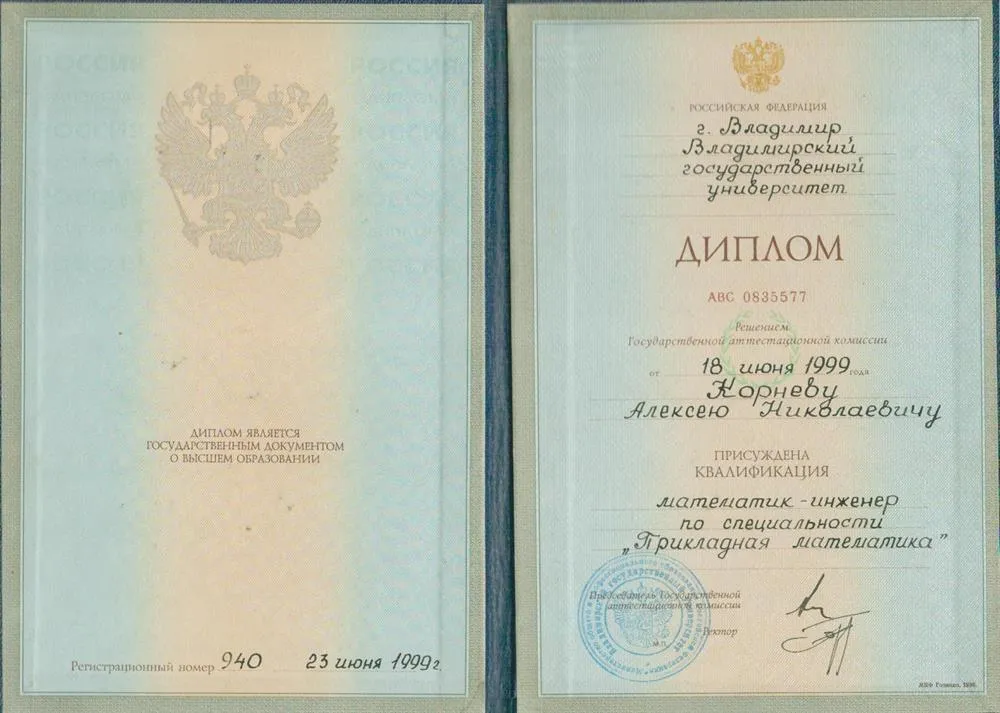 ДИПЛОМ ЯВЛЯЕТСЯ
ГОСУДАРСТВЕННЫМ ДОКУМЕНТОМ
О ВЫСШЕМ ОБРАЗОВАНИИ
Регистрационный номер 940 23 июня 1999г.
РОССИЙСКАЯ ФЕДЕРАЦИЯ
г. Владимир
Владимирский
государственный
университет
ДИПЛОМ
АВС 0835577
Решением
Государственной аттестационной комиссии
от 18 июня 1999 года
Корневу
Алексею Николаевичу
ПРИСУЖДЕНА
КВАЛИФИКАЦИЯ
математик-инженер
по специальности
„Прикладная математика"
Председатель Государственной
аттестационной комиссии
Ректор